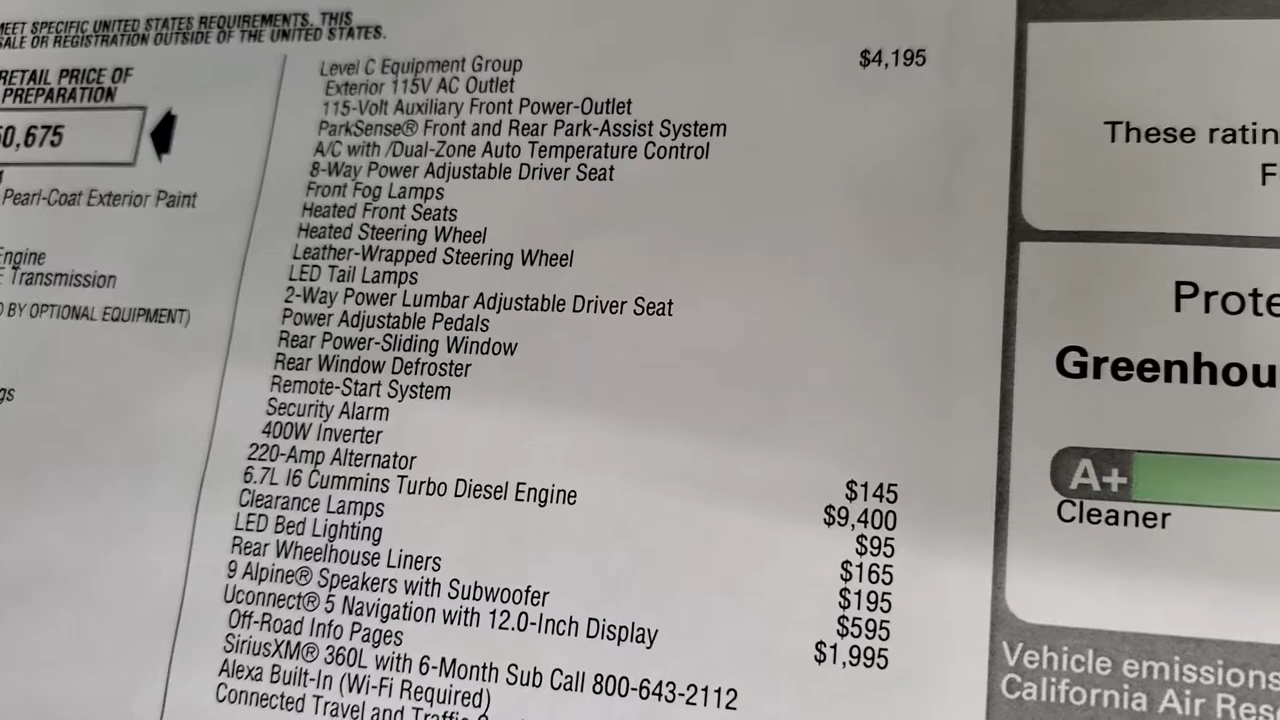 MEET SPECIFIC UNITED STATES REQUIREMENTS. THIS
SALE OR REGISTRATION OUTSIDE OF THE UNITED STATES.
RETAIL PRICE OF
PREPARATION
0,675
Pearl-Coat Exterior Paint
Engine
Transmission
BY OPTIONAL EQUIPMENT)
gs
Level C Equipment Group $4,195
Exterior 115V AC Outlet
115-Volt Auxiliary Front Power-Outlet
ParkSense® Front and Rear Park-Assist System
A/C with /Dual-Zone Auto Temperature Control
8-Way Power Adjustable Driver Seat
Front Fog Lamps
Heated Front Seats
Heated Steering Wheel
Leather-Wrapped Steering Wheel
LED Tail Lamps
2-Way Power Lumbar Adjustable Driver Seat
Power Adjustable Pedals
Rear Power-Sliding Window
Rear Window Defroster
Remote-Start System
Security Alarm
400W Inverter
220-Amp Alternator $145
6.7L I6 Cummins Turbo Diesel Engine $9,400
Clearance Lamps $95
LED Bed Lighting $165
Rear Wheelhouse Liners $195
9 Alpine® Speakers with Subwoofer $595
Uconnect® 5 Navigation with 12.0-Inch Display $1,995
Off-Road Info Pages
SiriusXM® 360L with 6-Month Sub Call 800-643-2112
Alexa Built-In (Wi-Fi Required)
Connected Travel and Traffic
These ratin
F
Prote
Greenhou
A+
Cleaner
Vehicle emissions
California Air Res